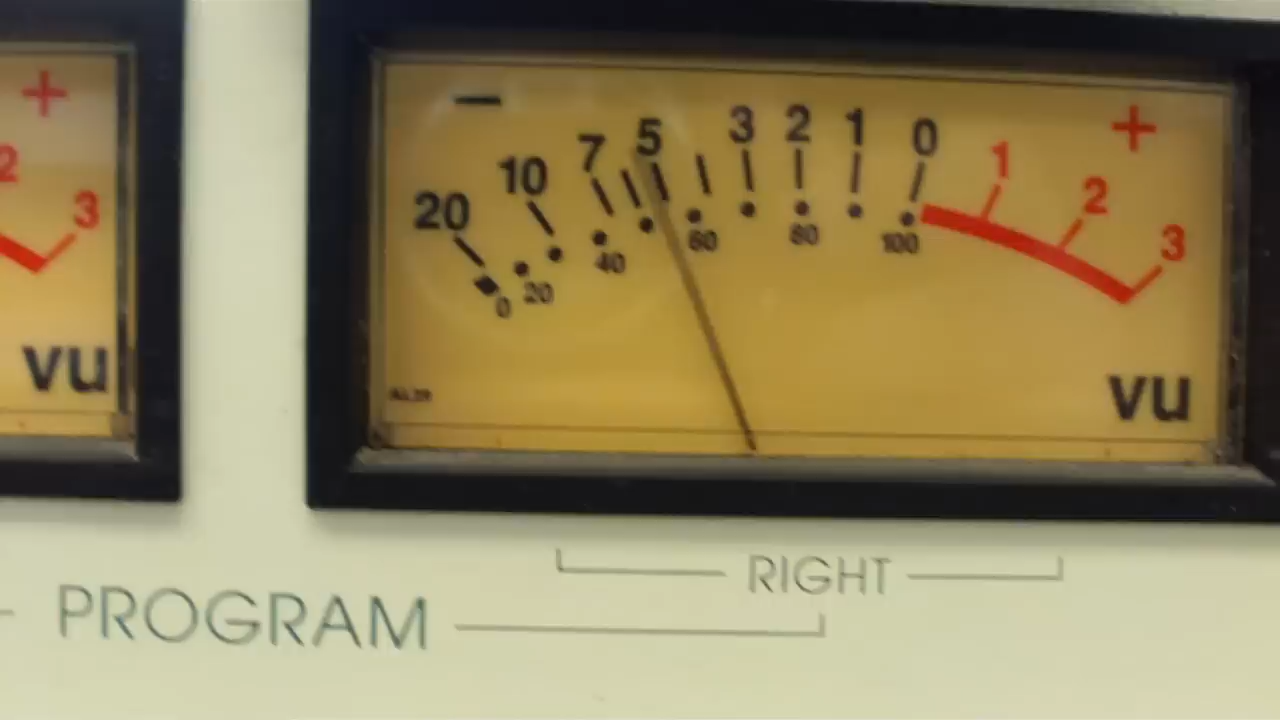 +
2
3
vu
−
20 10 7 5 3 2 1 0 1 2 3
+
0 20 40 60 80 100
vu
RIGHT
PROGRAM